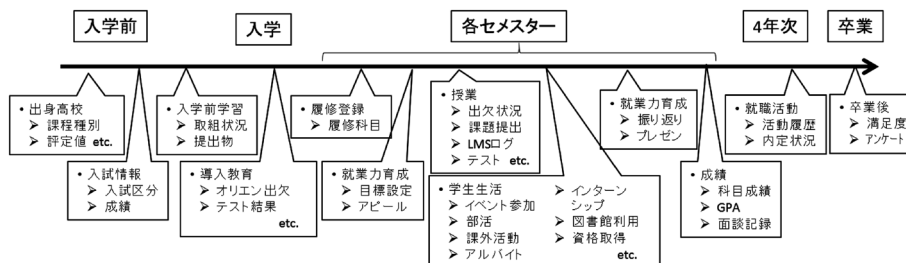 入学前
入学
各セメスター
4年次
卒業
• 出身高校
➢ 課程種別
➢ 評定値 etc.
• 入試情報
➢ 入試区分
➢ 成績
• 入学前学習
➢ 取組状況
➢ 提出物
• 導入教育
➢ オリエン出欠
➢ テスト結果
etc.
• 履修登録
➢ 履修科目
• 就業力育成
➢ 目標設定
➢ アピール
• 授業
➢ 出欠状況
➢ 課題提出
➢ LMSログ
➢ テスト etc.
• 学生生活
➢ イベント参加
➢ 部活
➢ 課外活動
➢ アルバイト
➢ インターン
シップ
➢ 図書館利用
➢ 資格取得
etc.
• 就業力育成
➢ 振り返り
➢ プレゼン
• 成績
➢ 科目成績
➢ GPA
➢ 面談記録
• 就職活動
➢ 活動履歴
➢ 内定状況
• 卒業後
➢ 満足度
➢ アンケート